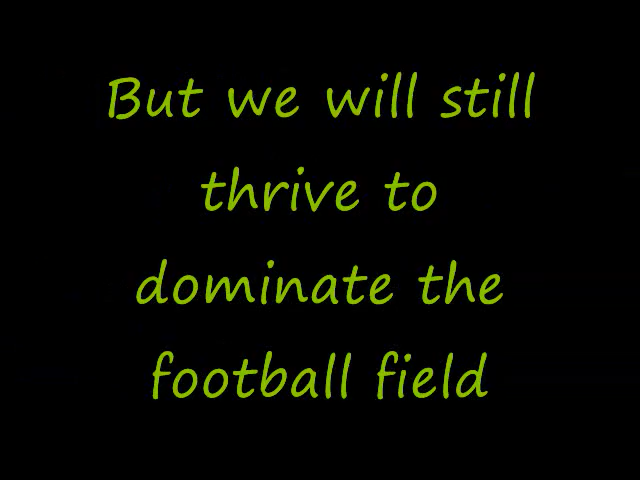 But we will still
thrive to
dominate the
football field